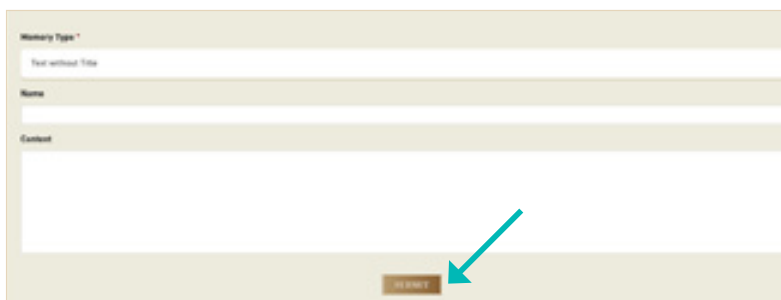 Memory Type *
Text without Title
Name
Content
SUBMIT